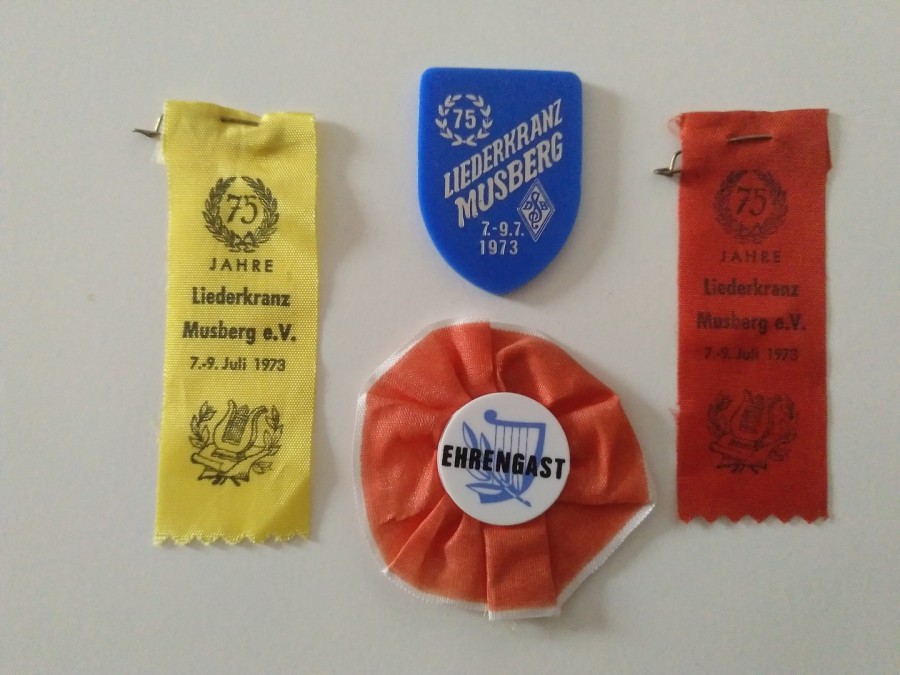 75
JAHRE
Liederkranz
Musberg e.V.
7.-9. Juli 1973
75
LIEDERKRANZ
MUSBERG
DSB
7.-9.7.
1973
EHRENGAST
75
JAHRE
Liederkranz
Musberg e.V.
7.-9. Juli 1973